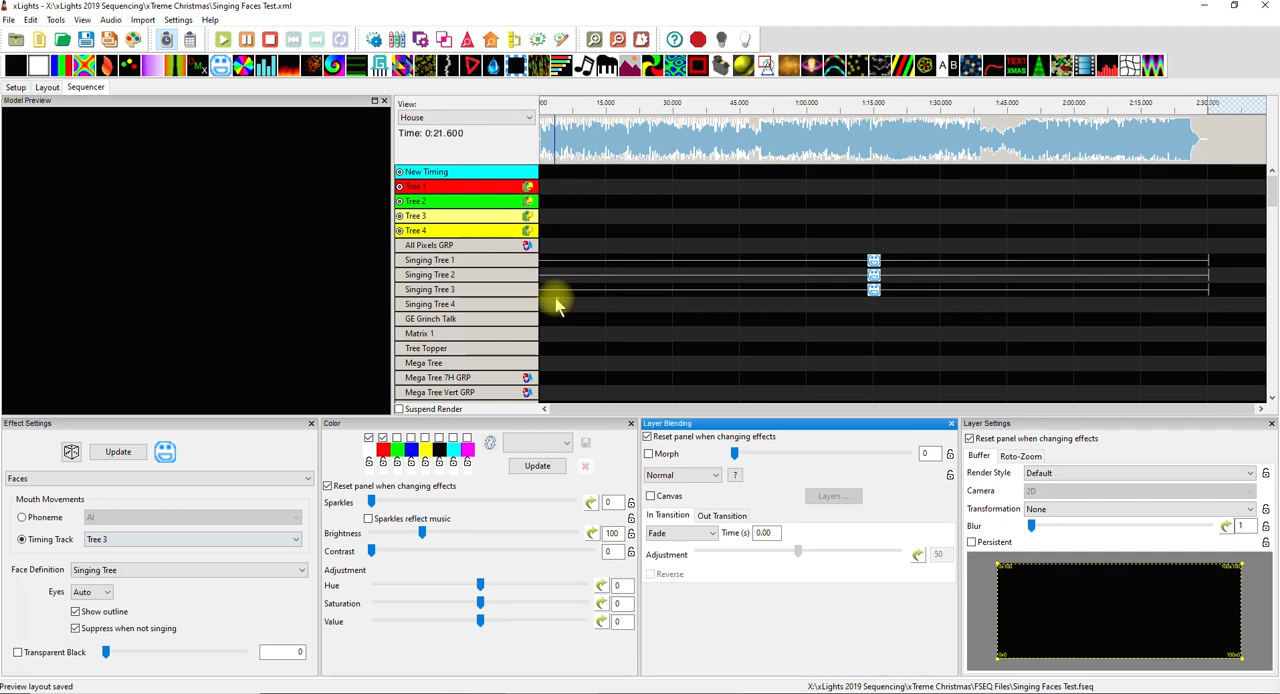 xLights - X:\xLights 2019 Sequencing\xTreme Christmas\Singing Faces Test.xml
File Edit Tools View Audio Import Settings Help
Setup Layout Sequencer
Model Preview
View:
House
Time: 0:21.600
:00 15.000 30.000 45.000 1:00.000 1:15.000 1:30.000 1:45.000 2:00.000 2:15.000 2:30.000
New Timing
Tree 1
Tree 2
Tree 3
Tree 4
All Pixels GRP
Singing Tree 1
Singing Tree 2
Singing Tree 3
Singing Tree 4
GE Grinch Talk
Matrix 1
Tree Topper
Mega Tree
Mega Tree 7H GRP
Mega Tree Vert GRP
Suspend Render
Effect Settings
Update
Faces
Mouth Movements
Phoneme AI
Timing Track Tree 3
Face Definition Singing Tree
Eyes Auto
Show outline
Suppress when not singing
Transparent Black 0
Color
Update
Reset panel when changing effects
Sparkles 0
Sparkles reflect music
Brightness 100
Contrast 0
Adjustment
Hue 0
Saturation 0
Value 0
Layer Blending
Reset panel when changing effects
Morph 0
Normal ?
Canvas Layers ...
In Transition Out Transition
Fade Time (s) 0.00
Adjustment 50
Reverse
Layer Settings
Reset panel when changing effects
Buffer Roto-Zoom
Render Style Default
Camera 2D
Transformation None
Blur 1
Persistent
Preview layout saved
X:\xLights 2019 Sequencing\xTreme Christmas\FSEQ Files\Singing Faces Test.fseq